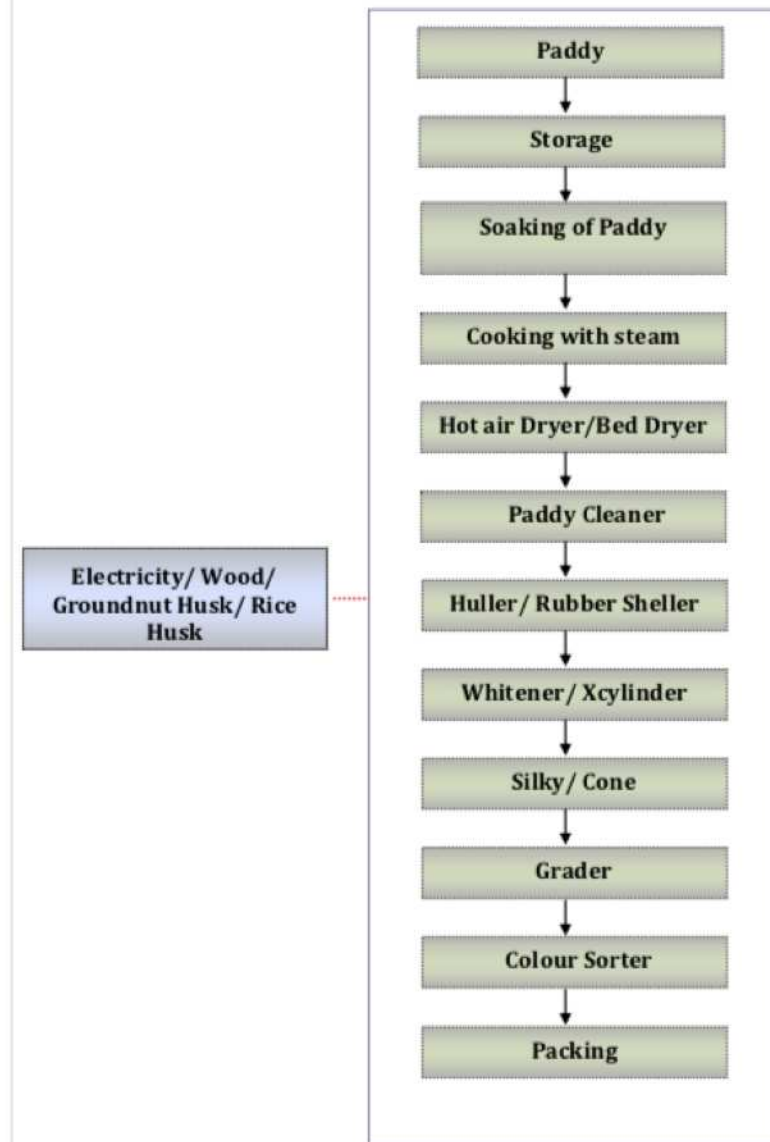 Paddy
Storage
Soaking of Paddy
Cooking with steam
Hot air Dryer/Bed Dryer
Paddy Cleaner
Electricity/ Wood/
Groundnut Husk/ Rice
Husk
Huller/ Rubber Sheller
Whitener/ Xcylinder
Silky/ Cone
Grader
Colour Sorter
Packing